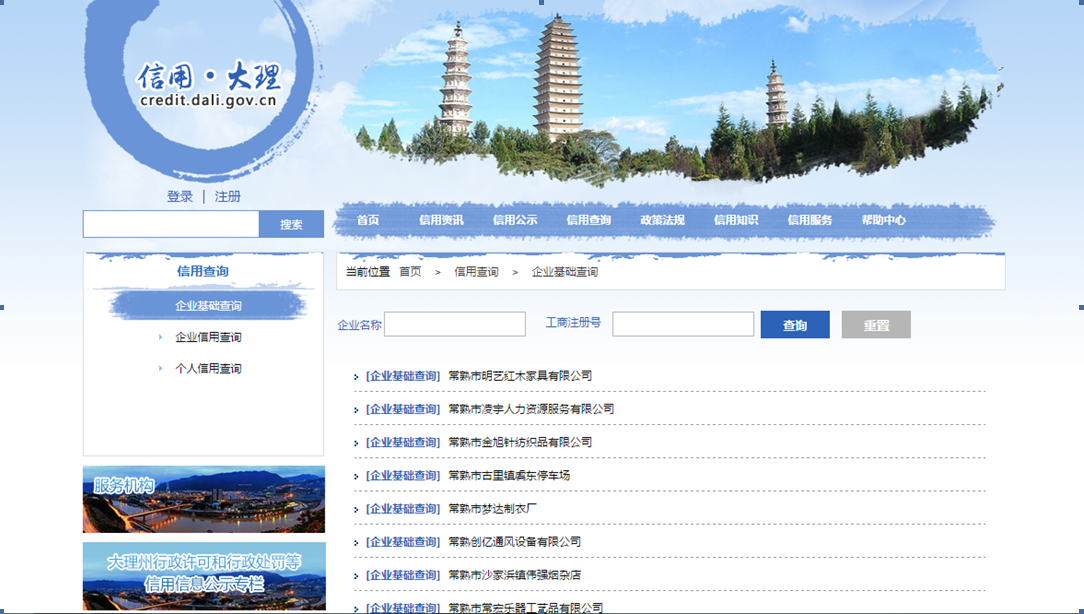 信用·大理
credit.dali.gov.cn
登录 | 注册
搜索
首页 信用资讯 信用公示 信用查询 政策法规 信用知识 信用服务 帮助中心
信用查询
企业基础查询
企业信用查询
个人信用查询
服务机构
大理州行政许可和行政处罚等
信用信息公示专栏
当前位置 首页 > 信用查询 > 企业基础查询
企业名称 工商注册号 查询 重置
[企业基础查询] 常熟市明艺红木家具有限公司
[企业基础查询] 常熟市凌宇人力资源服务有限公司
[企业基础查询] 常熟市金旭针纺织品有限公司
[企业基础查询] 常熟市古里镇虞东停车场
[企业基础查询] 常熟市梦达制衣厂
[企业基础查询] 常熟创亿通风设备有限公司
[企业基础查询] 常熟市沙家浜镇伟强烟杂店
[企业基础查询] 常熟市常宏乐器工艺品有限公司